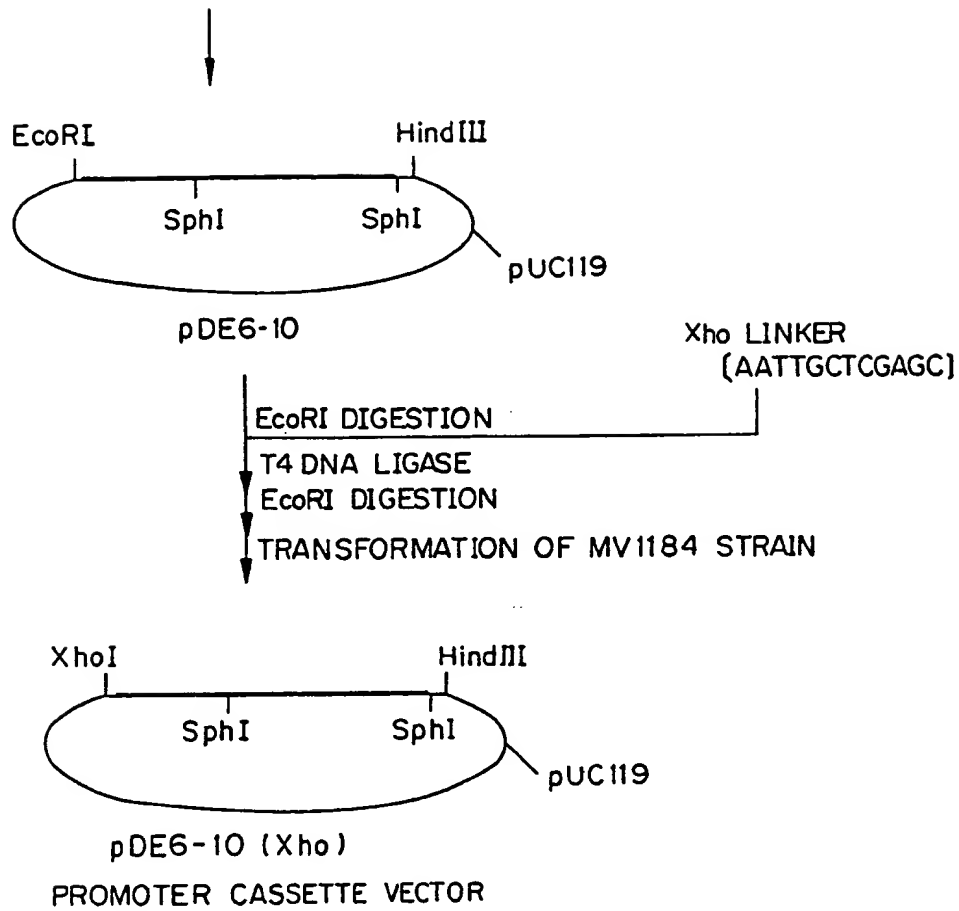 EcoRI HindIII
SphI SphI
pUC119
pDE6-10
Xho LINKER
[AATTGCTCGAGC]
EcoRI DIGESTION
T4 DNA LIGASE
EcoRI DIGESTION
TRANSFORMATION OF MV1184 STRAIN
XhoI HindIII
SphI SphI
pUC119
pDE6-10 (Xho)
PROMOTER CASSETTE VECTOR